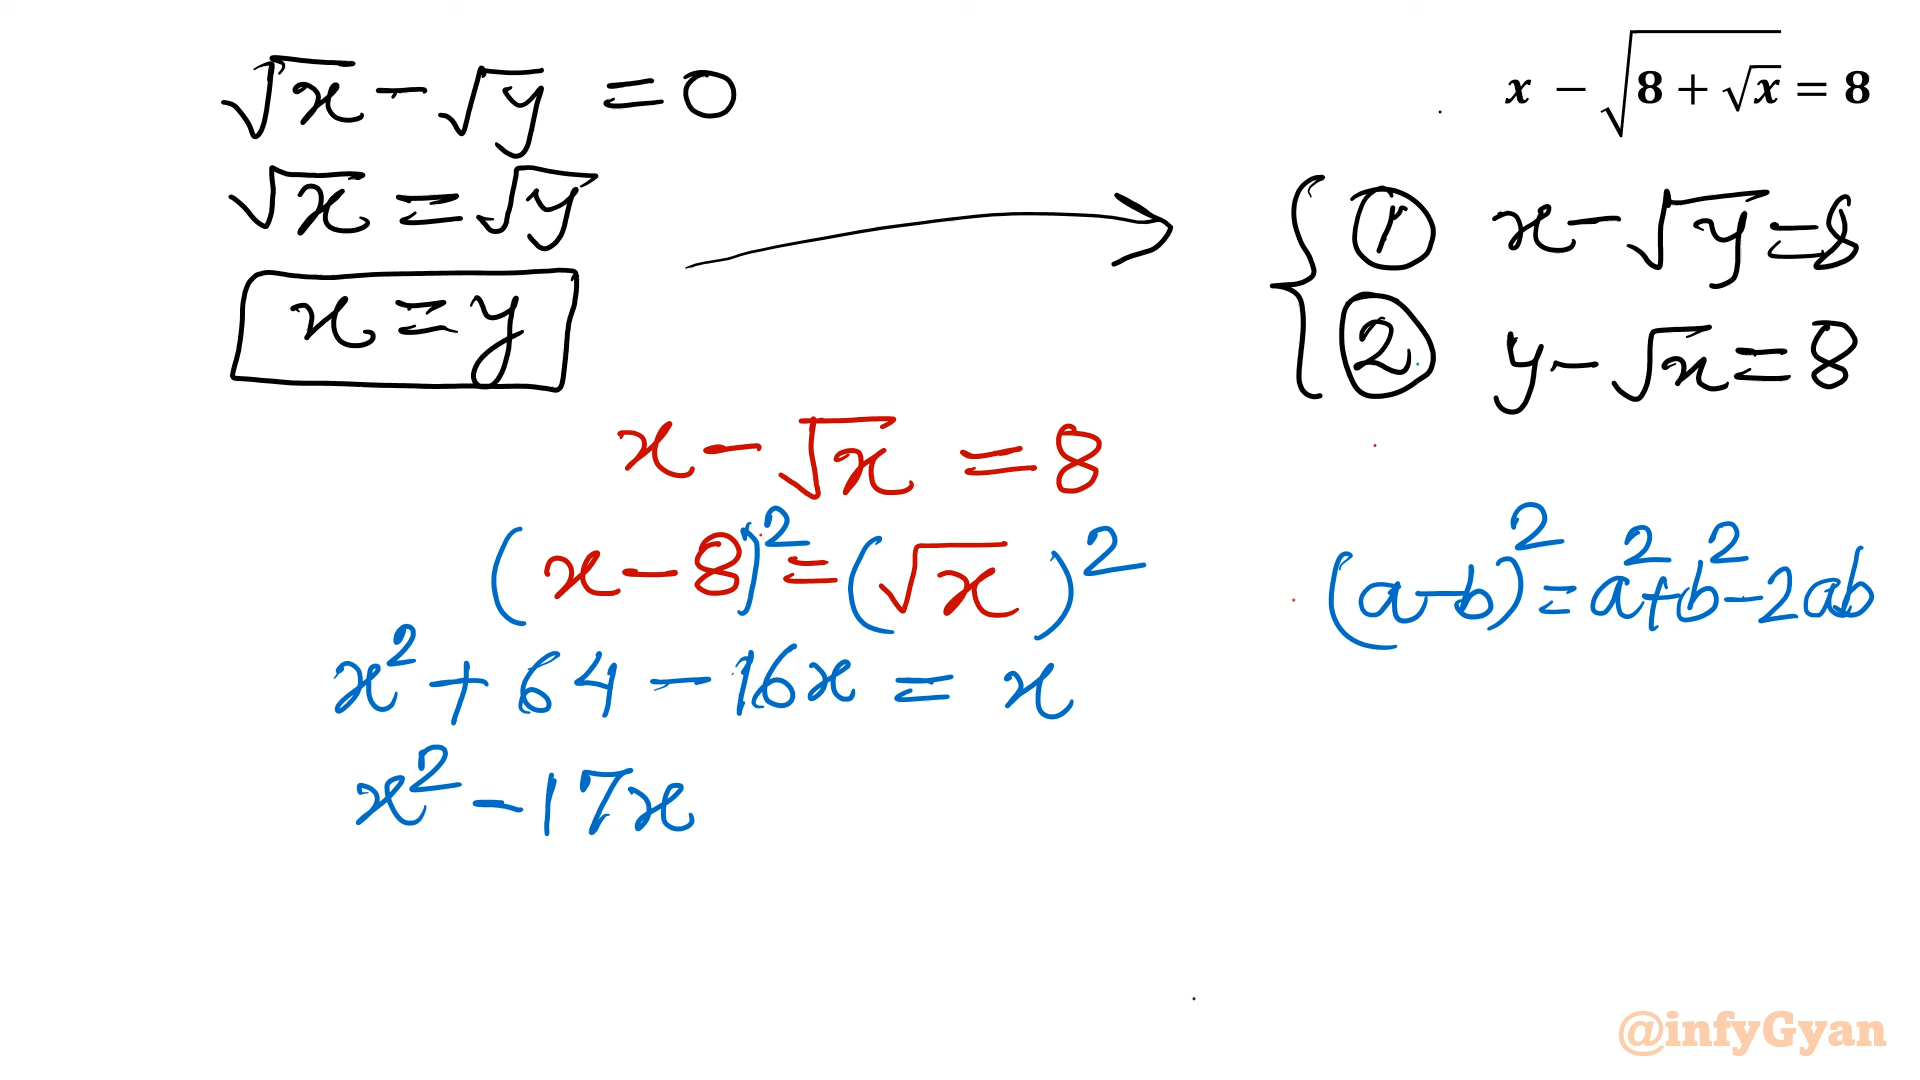 √x - √y = 0
√x = √y
x = y
x - √(8 + √x) = 8
① x - √y = 8
② y - √x = 8
x - √x = 8
(x - 8)² = (√x)²
x² + 64 - 16x = x
x² - 17x
(a-b)² = a² + b² - 2ab
@infyGyan